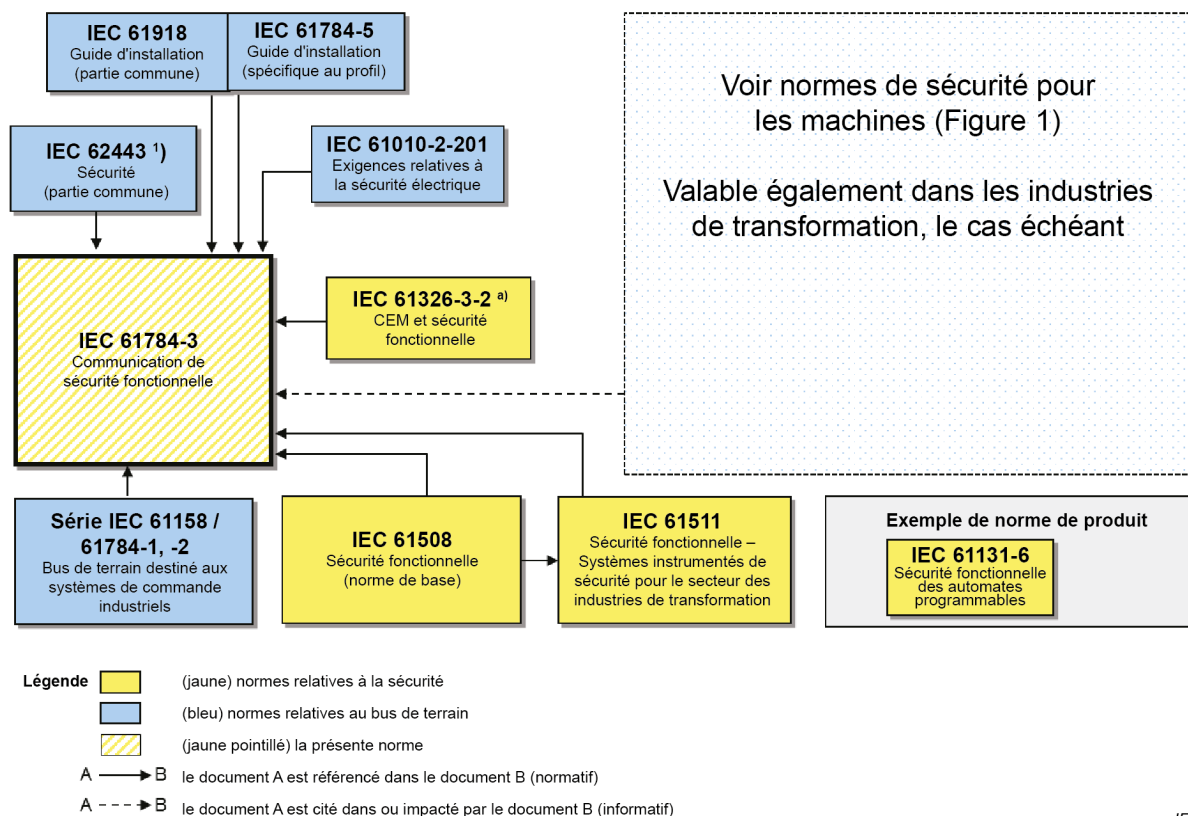 IEC 61918
Guide d'installation
(partie commune)
IEC 61784-5
Guide d'installation
(spécifique au profil)
IEC 62443 ¹)
Sécurité
(partie commune)
IEC 61010-2-201
Exigences relatives à
la sécurité électrique
Voir normes de sécurité pour
les machines (Figure 1)
Valable également dans les industries
de transformation, le cas échéant
IEC 61784-3
Communication de
sécurité fonctionnelle
IEC 61326-3-2 a)
CEM et sécurité
fonctionnelle
Série IEC 61158 /
61784-1, -2
Bus de terrain destiné aux
systèmes de commande
industriels
IEC 61508
Sécurité fonctionnelle
(norme de base)
IEC 61511
Sécurité fonctionnelle –
Systèmes instrumentés de
sécurité pour le secteur des
industries de transformation
Exemple de norme de produit
IEC 61131-6
Sécurité fonctionnelle
des automates
programmables
Légende
(jaune) normes relatives à la sécurité
(bleu) normes relatives au bus de terrain
(jaune pointillé) la présente norme
A B le document A est référencé dans le document B (normatif)
A B le document A est cité dans ou impacté par le document B (informatif)